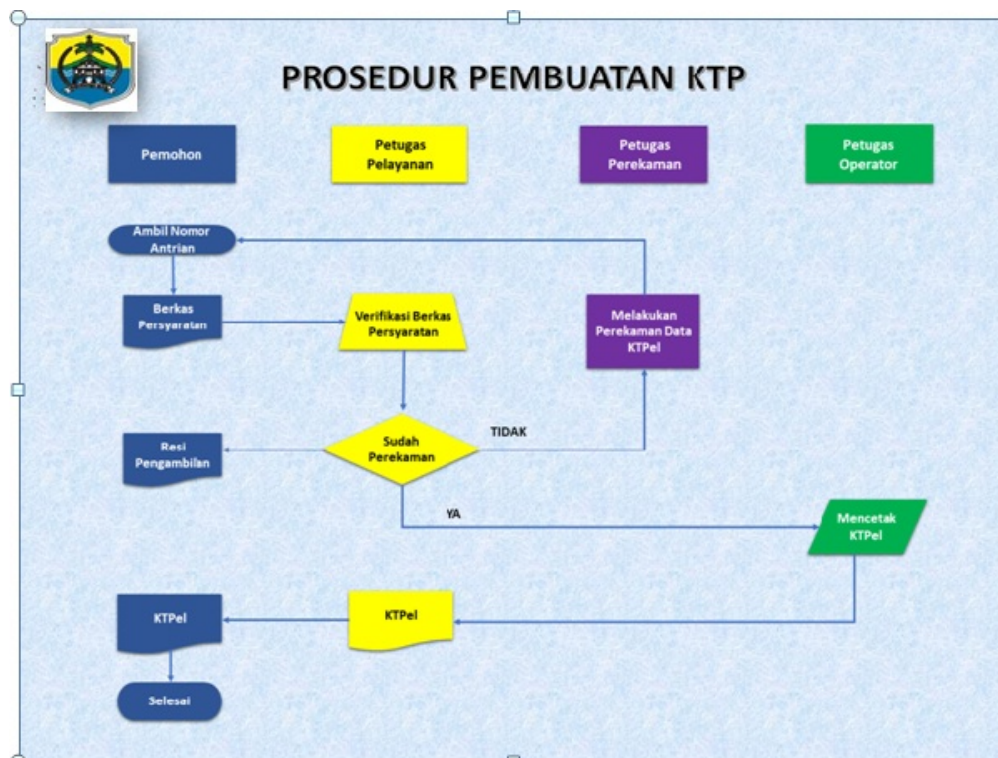 PROSEDUR PEMBUATAN KTP
Pemohon
Petugas
Pelayanan
Petugas
Perekaman
Petugas
Operator
Ambil Nomor
Antrian
Berkas
Persyaratan
Verifikasi Berkas
Persyaratan
Melakukan
Perekaman Data
KTPel
Resi
Pengambilan
Sudah
Perekaman
TIDAK
YA
Mencetak
KTPel
KTPel
KTPel
Selesai